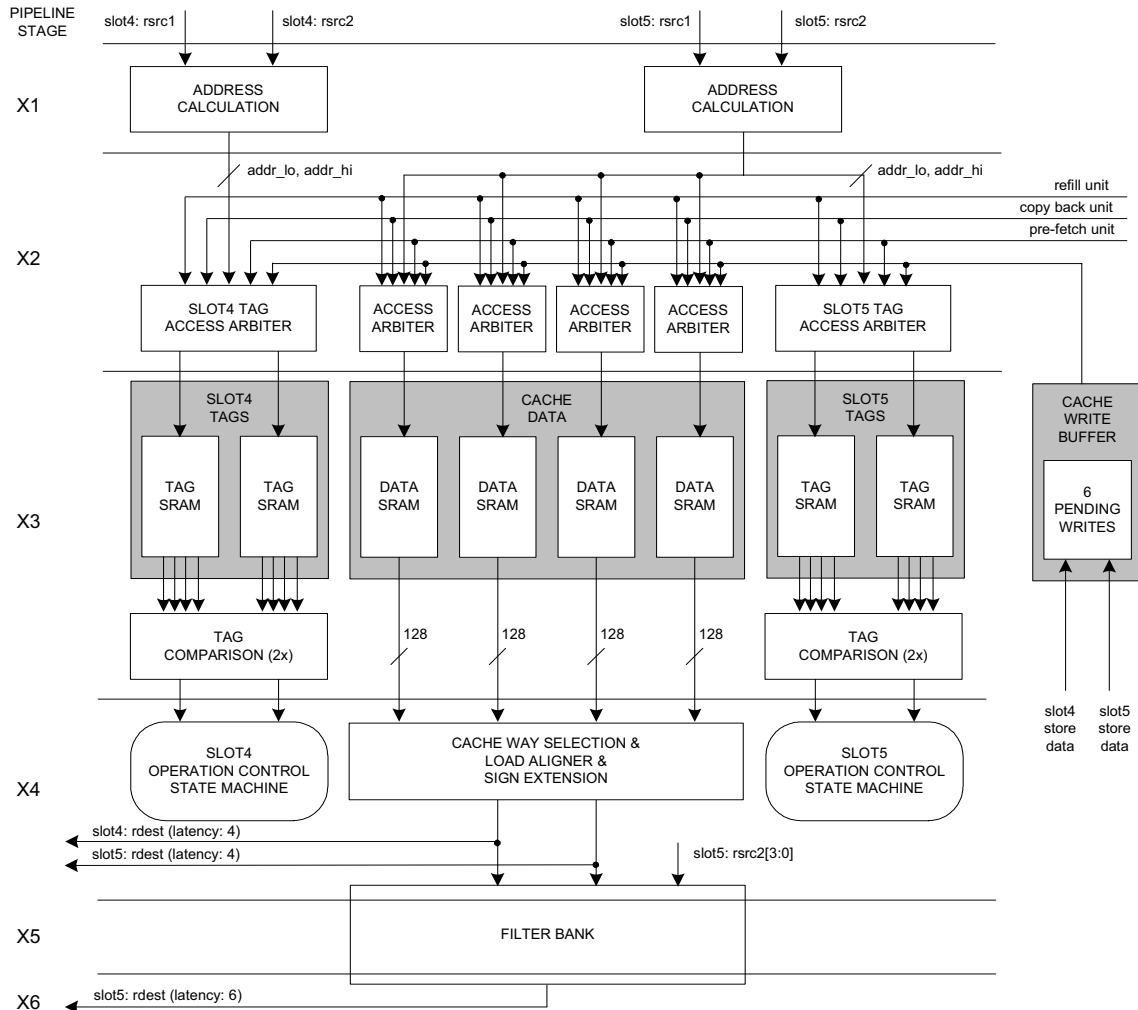 PIPELINE
STAGE
slot4: rsrc1
slot4: rsrc2
slot5: rsrc1
slot5: rsrc2
X1
ADDRESS
CALCULATION
ADDRESS
CALCULATION
addr_lo, addr_hi
addr_lo, addr_hi
refill unit
copy back unit
pre-fetch unit
X2
SLOT4 TAG
ACCESS ARBITER
ACCESS
ARBITER
ACCESS
ARBITER
ACCESS
ARBITER
ACCESS
ARBITER
SLOT5 TAG
ACCESS ARBITER
X3
SLOT4
TAGS
TAG
SRAM
TAG
SRAM
CACHE
DATA
DATA
SRAM
DATA
SRAM
DATA
SRAM
DATA
SRAM
SLOT5
TAGS
TAG
SRAM
TAG
SRAM
CACHE
WRITE
BUFFER
6
PENDING
WRITES
TAG
COMPARISON (2x)
128
128
128
128
TAG
COMPARISON (2x)
slot4
store
data
slot5
store
data
X4
SLOT4
OPERATION CONTROL
STATE MACHINE
CACHE WAY SELECTION &
LOAD ALIGNER &
SIGN EXTENSION
SLOT5
OPERATION CONTROL
STATE MACHINE
slot4: rdest (latency: 4)
slot5: rdest (latency: 4)
slot5: rsrc2[3:0]
X5
FILTER BANK
X6
slot5: rdest (latency: 6)